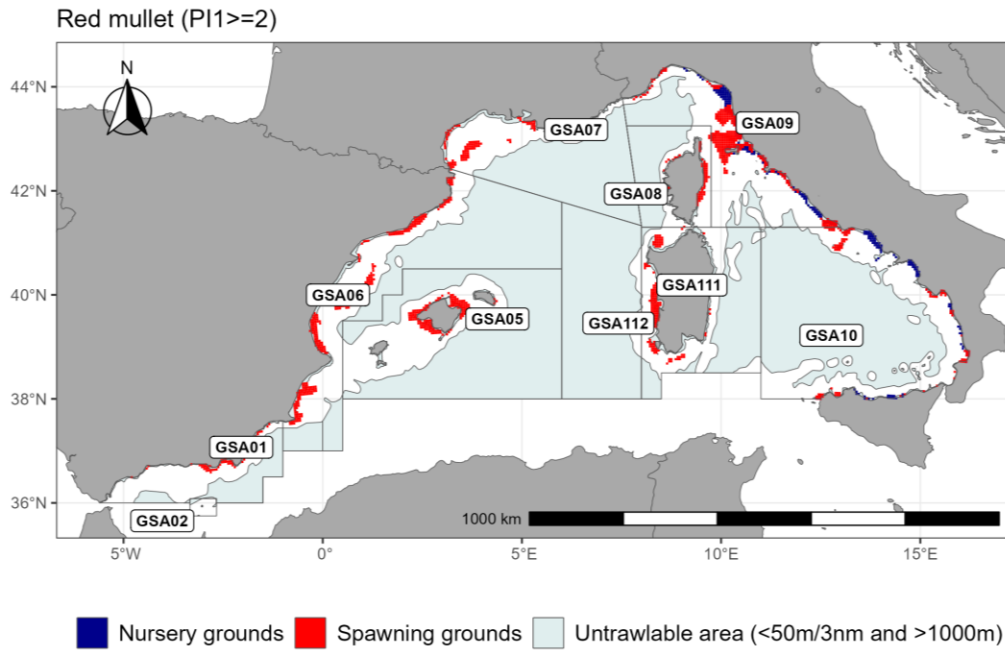 Red mullet (PI1>=2)
N
44°N
42°N
40°N
38°N
36°N
GSA07
GSA09
GSA08
GSA06
GSA05
GSA111
GSA112
GSA10
GSA01
GSA02
1000 km
5°W
0°
5°E
10°E
15°E
Nursery grounds
Spawning grounds
Untrawlable area (<50m/3nm and >1000m)